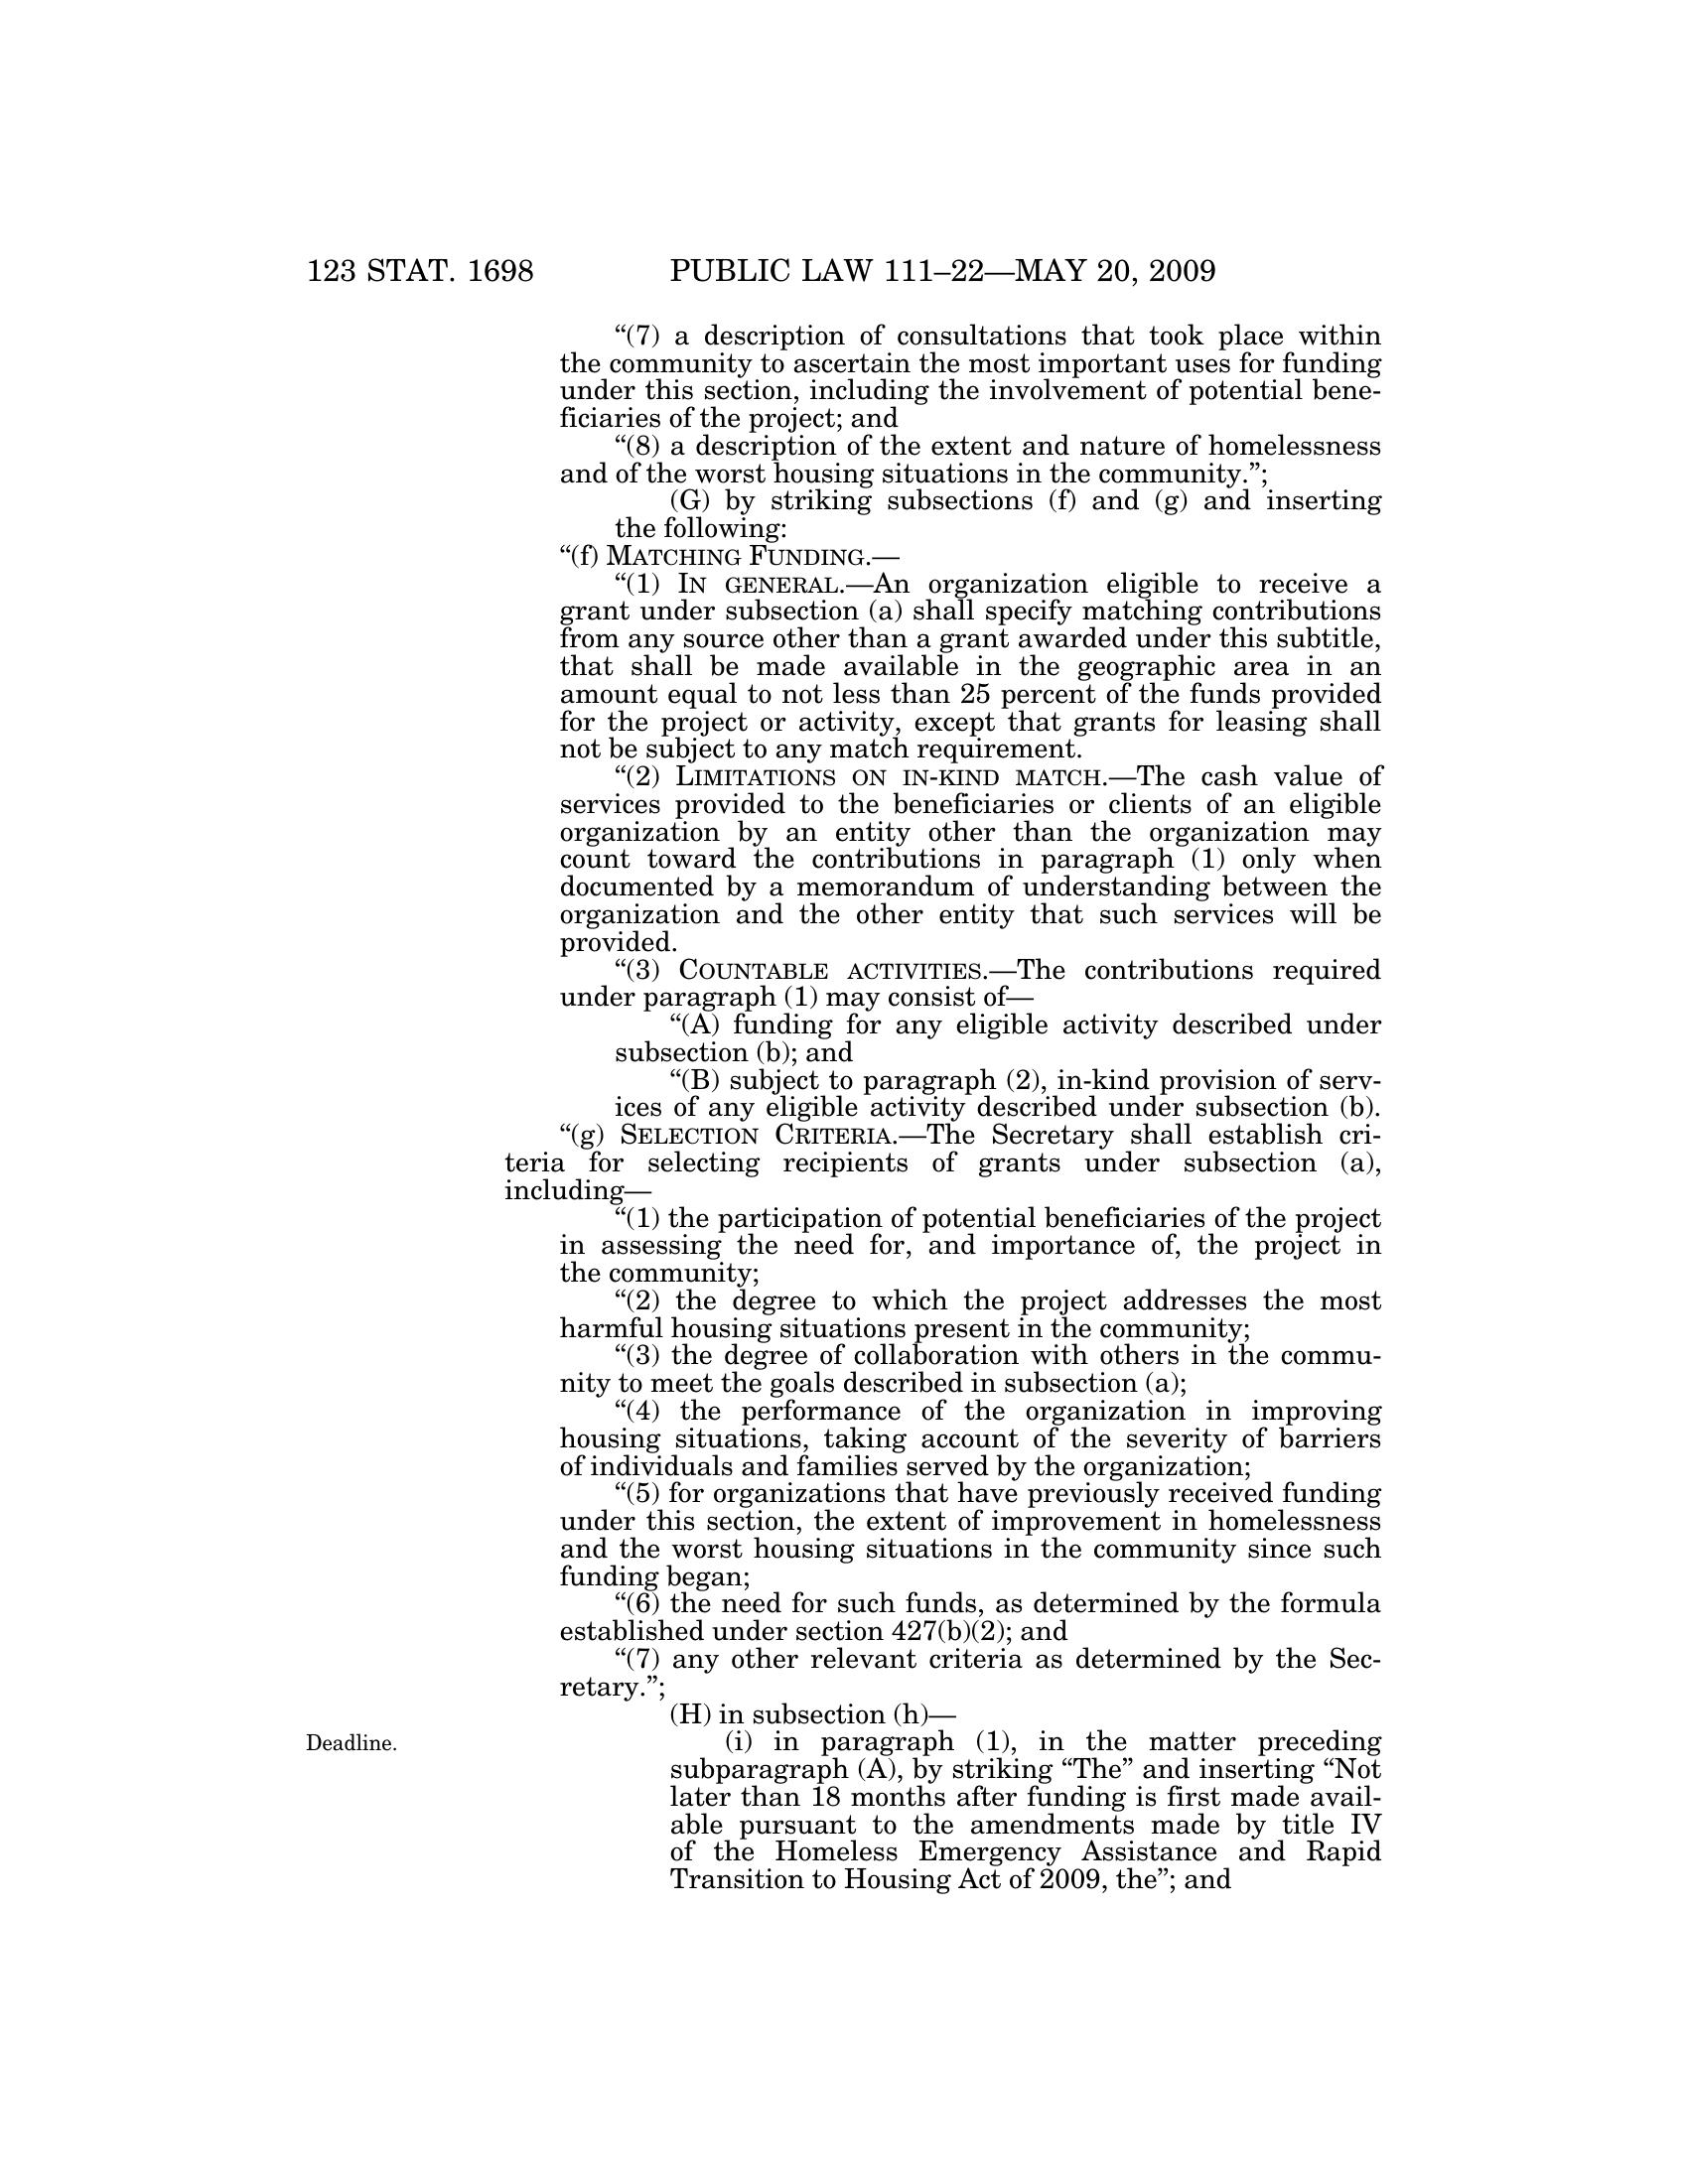 123 STAT. 1698 PUBLIC LAW 111–22—MAY 20, 2009
“(7) a description of consultations that took place within
the community to ascertain the most important uses for funding
under this section, including the involvement of potential bene-
ficiaries of the project; and
“(8) a description of the extent and nature of homelessness
and of the worst housing situations in the community.”;
(G) by striking subsections (f) and (g) and inserting
the following:
“(f) MATCHING FUNDING.—
“(1) IN GENERAL.—An organization eligible to receive a
grant under subsection (a) shall specify matching contributions
from any source other than a grant awarded under this subtitle,
that shall be made available in the geographic area in an
amount equal to not less than 25 percent of the funds provided
for the project or activity, except that grants for leasing shall
not be subject to any match requirement.
“(2) LIMITATIONS ON IN-KIND MATCH.—The cash value of
services provided to the beneficiaries or clients of an eligible
organization by an entity other than the organization may
count toward the contributions in paragraph (1) only when
documented by a memorandum of understanding between the
organization and the other entity that such services will be
provided.
“(3) COUNTABLE ACTIVITIES.—The contributions required
under paragraph (1) may consist of—
“(A) funding for any eligible activity described under
subsection (b); and
“(B) subject to paragraph (2), in-kind provision of serv-
ices of any eligible activity described under subsection (b).
“(g) SELECTION CRITERIA.—The Secretary shall establish cri-
teria for selecting recipients of grants under subsection (a),
including—
“(1) the participation of potential beneficiaries of the project
in assessing the need for, and importance of, the project in
the community;
“(2) the degree to which the project addresses the most
harmful housing situations present in the community;
“(3) the degree of collaboration with others in the commu-
nity to meet the goals described in subsection (a);
“(4) the performance of the organization in improving
housing situations, taking account of the severity of barriers
of individuals and families served by the organization;
“(5) for organizations that have previously received funding
under this section, the extent of improvement in homelessness
and the worst housing situations in the community since such
funding began;
“(6) the need for such funds, as determined by the formula
established under section 427(b)(2); and
“(7) any other relevant criteria as determined by the Sec-
retary.”;
(H) in subsection (h)—
Deadline.
(i) in paragraph (1), in the matter preceding
subparagraph (A), by striking “The” and inserting “Not
later than 18 months after funding is first made avail-
able pursuant to the amendments made by title IV
of the Homeless Emergency Assistance and Rapid
Transition to Housing Act of 2009, the”; and